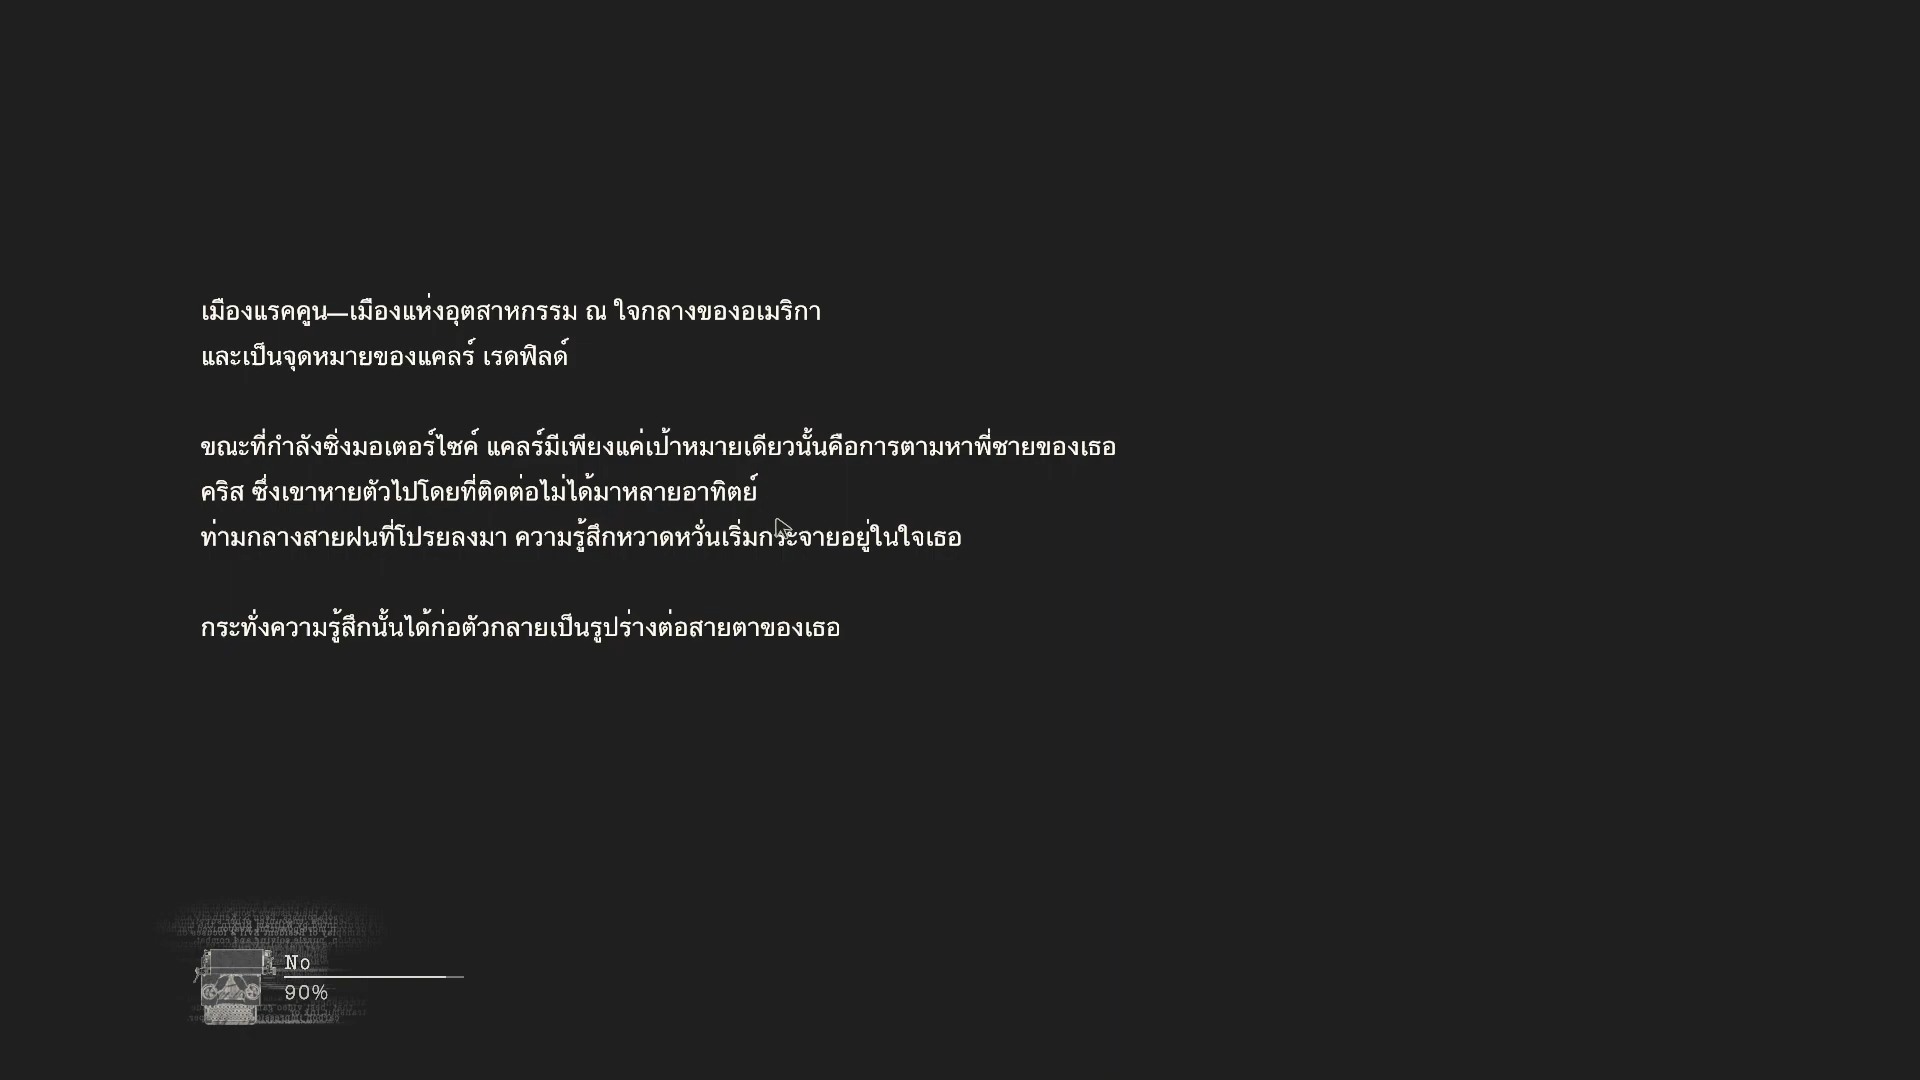 เมืองแรคคูน—เมืองแห่งอุตสาหกรรม ณ ใจกลางของอเมริกา
และเป็นจุดหมายของแคลร์ เรดฟิลด์
ขณะที่กำลังซิ่งมอเตอร์ไซค์ แคลร์มีเพียงแค่เป้าหมายเดียวนั้นคือการตามหาพี่ชายของเธอ
คริส ซึ่งเขาหายตัวไปโดยที่ติดต่อไม่ได้มาหลายอาทิตย์
ท่ามกลางสายฝนที่โปรยลงมา ความรู้สึกหวาดหวั่นเริ่มกระจายอยู่ในใจเธอ
กระทั่งความรู้สึกนั้นได้ก่อตัวกลายเป็นรูปร่างต่อสายตาของเธอ
No
90%